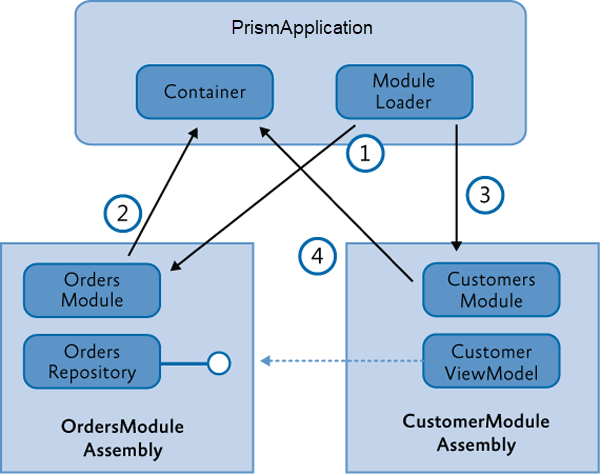 PrismApplication
Container
Module
Loader
1
2
3
4
Orders
Module
Orders
Repository
OrdersModule
Assembly
Customers
Module
Customer
ViewModel
CustomerModule
Assembly